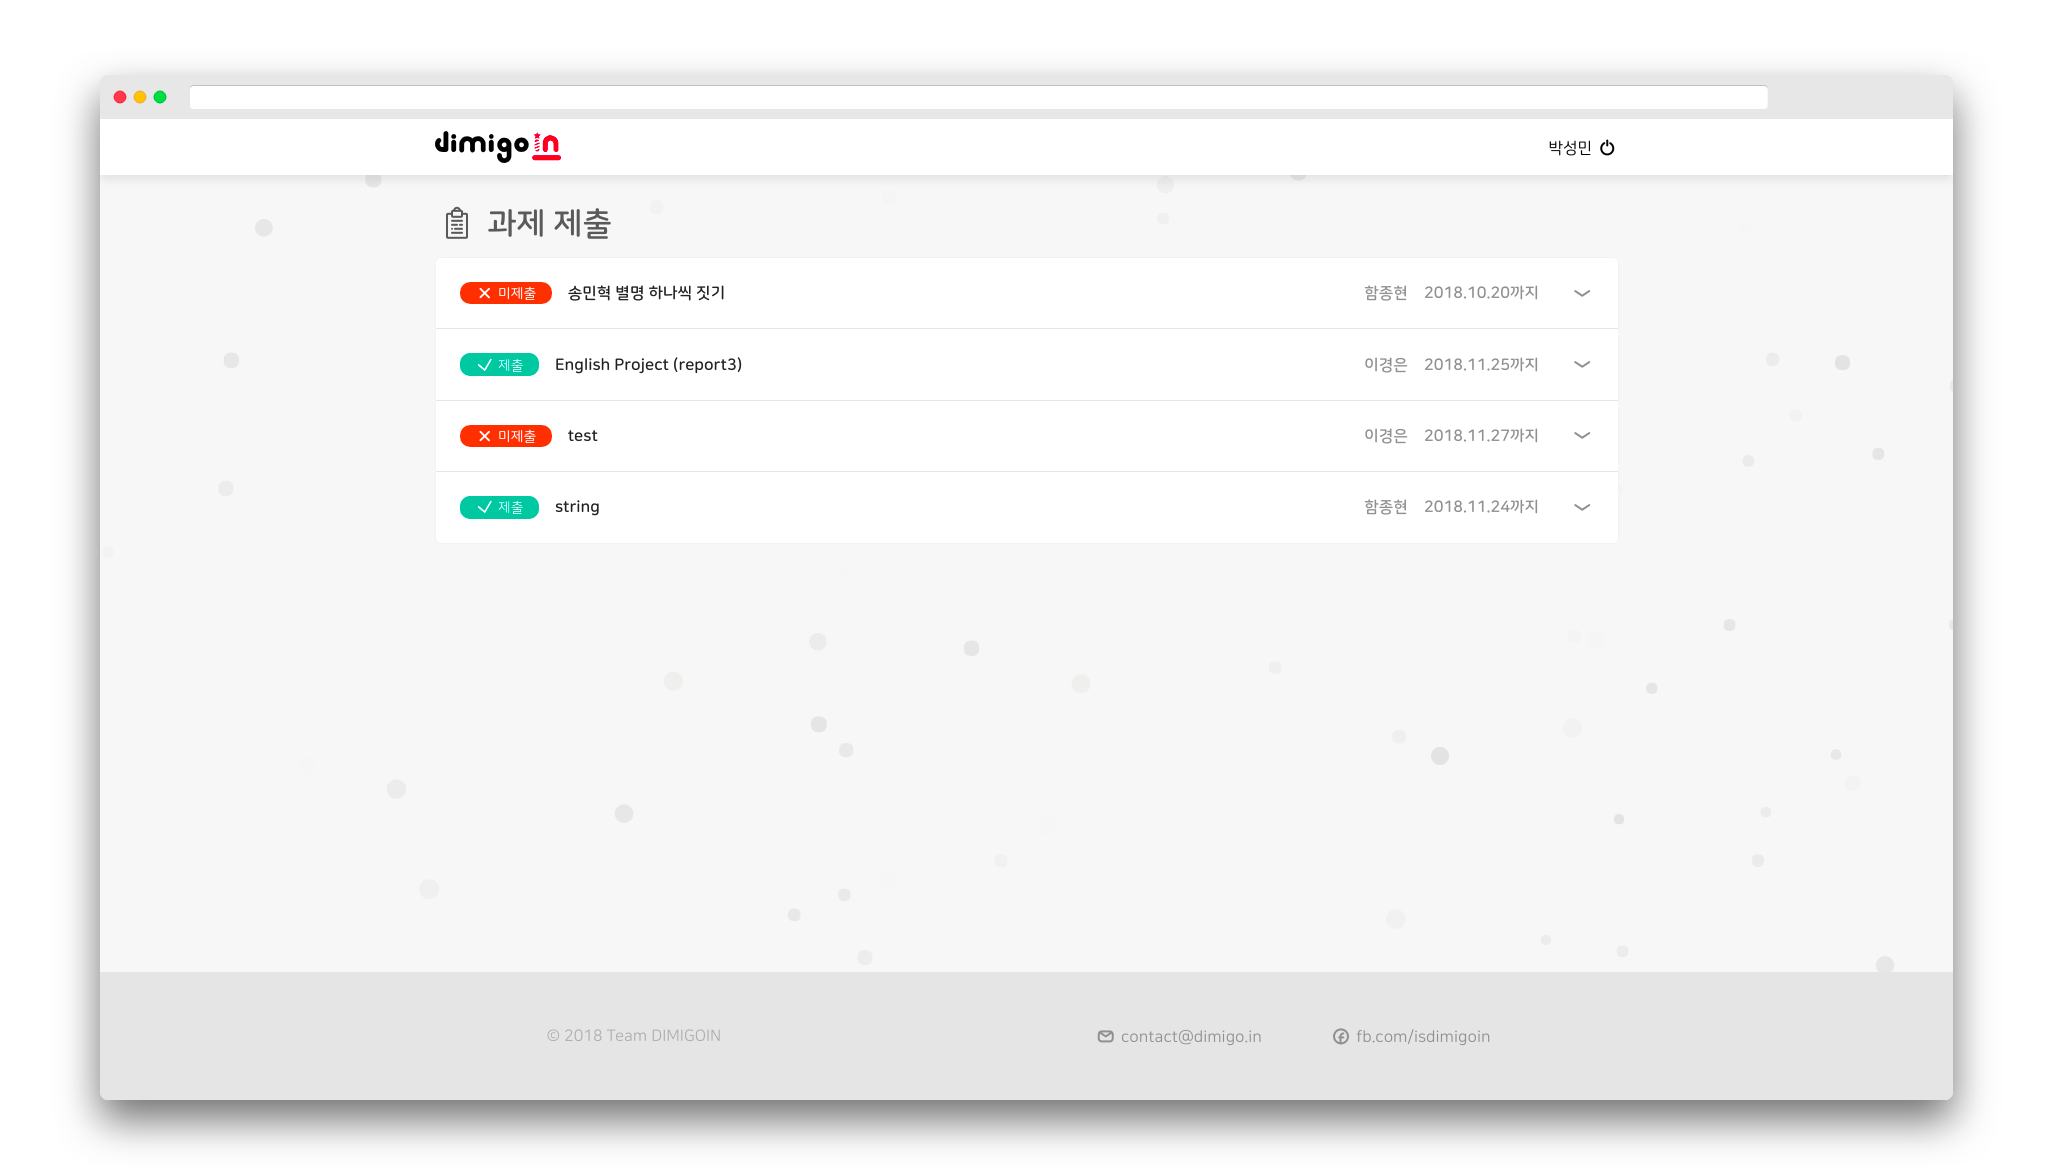 dimigoin
박성민
과제 제출
미제출 송민혁 별명 하나씩 짓기 함종현 2018.10.20까지
제출 English Project (report3) 이경은 2018.11.25까지
미제출 test 이경은 2018.11.27까지
제출 string 함종현 2018.11.24까지
© 2018 Team DIMIGOIN contact@dimigo.in fb.com/isdimigoin